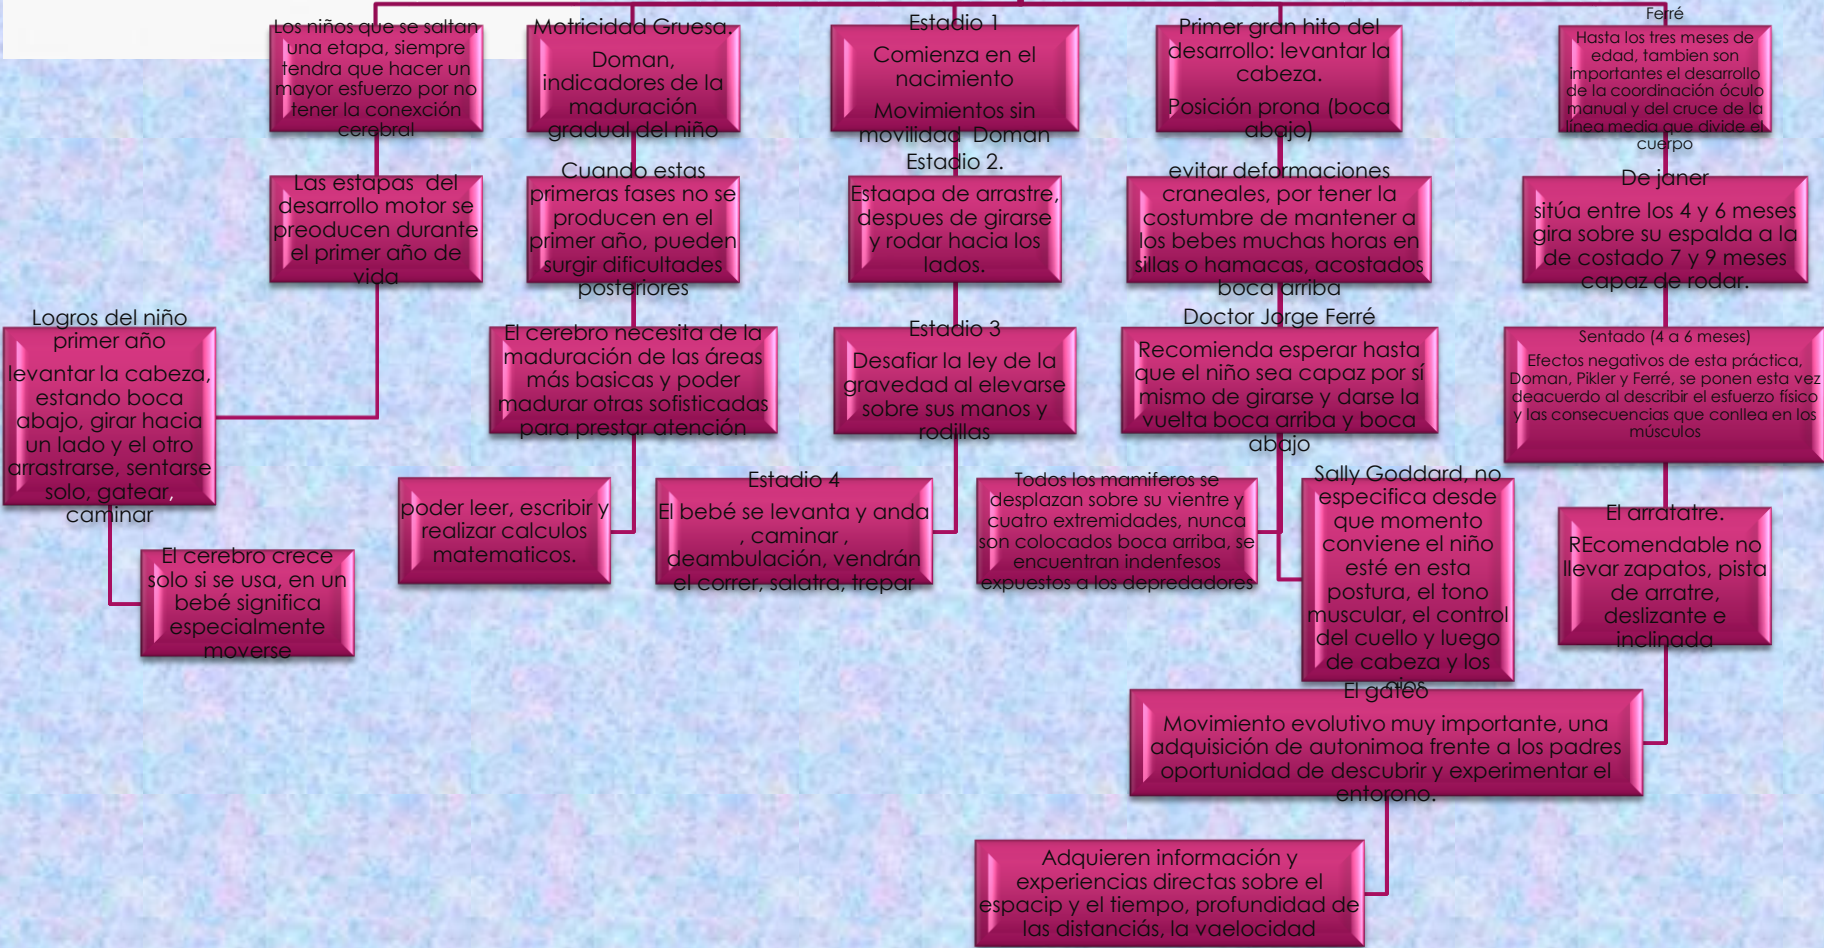 Los niños que se saltan
una etapa, siempre
tendra que hacer un
mayor esfuerzo por no
tener la conexción
cerebral
Las estapas del
desarrollo motor se
preoducen durante
el primer año de
vida
Logros del niño
primer año
levantar la cabeza,
estando boca
abajo, girar hacia
un lado y el otro
arrastrarse, sentarse
solo, gatear,
caminar
El cerebro crece
solo si se usa, en un
bebé significa
especialmente
moverse
Motricidad Gruesa.
Doman,
indicadores de la
maduración
gradual del niño
Cuando estas
primeras fases no se
producen en el
primer año, pueden
surgir dificultades
posteriores
El cerebro necesita de la
maduración de las áreas
más basicas y poder
madurar otras sofisticadas
para prestar atención
poder leer, escribir y
realizar calculos
matematicos.
Estadio 1
Comienza en el
nacimiento
Movimientos sin
movilidad Doman
Estadio 2.
Estaapa de arrastre,
despues de girarse
y rodar hacia los
lados.
Estadio 3
Desafiar la ley de la
gravedad al elevarse
sobre sus manos y
rodillas
Estadio 4
El bebé se levanta y anda
, caminar ,
deambulación, vendrán
el correr, salatra, trepar
Primer gran hito del
desarrollo: levantar la
cabeza.
Posición prona (boca
abajo)
evitar deformaciones
craneales, por tener la
costumbre de mantener a
los bebes muchas horas en
sillas o hamacas, acostados
boca arriba
Doctor Jorge Ferré
Recomienda esperar hasta
que el niño sea capaz por sí
mismo de girarse y darse la
vuelta boca arriba y boca
abajo
Todos los mamiferos se
desplazan sobre su vientre y
cuatro extremidades, nunca
son colocados boca arriba, se
encuentran indenfesos
expuestos a los depredadores
Sally Goddard, no
especifica desde
que momento
conviene el niño
esté en esta
postura, el tono
muscular, el control
del cuello y luego
de cabeza y los
ojos
Ferré
Hasta los tres meses de
edad, tambien son
importantes el desarrollo
de la coordinación óculo
manual y del cruce de la
línea media que divide el
cuerpo
De janer
sitúa entre los 4 y 6 meses
gira sobre su espalda a la
de costado 7 y 9 meses
capaz de rodar.
Sentado (4 a 6 meses)
Efectos negativos de esta práctica,
Doman, Pikler y Ferré, se ponen esta vez
deacuerdo al describir el esfuerzo físico
y las consecuencias que conllea en los
músculos
El arratatre.
REcomendable no
llevar zapatos, pista
de arratre,
deslizante e
inclinada
El gateo
Movimiento evolutivo muy importante, una
adquisición de autonimoa frente a los padres
oportunidad de descubrir y experimentar el
entorono.
Adquieren información y
experiencias directas sobre el
espacip y el tiempo, profundidad de
las distanciás, la vaelocidad